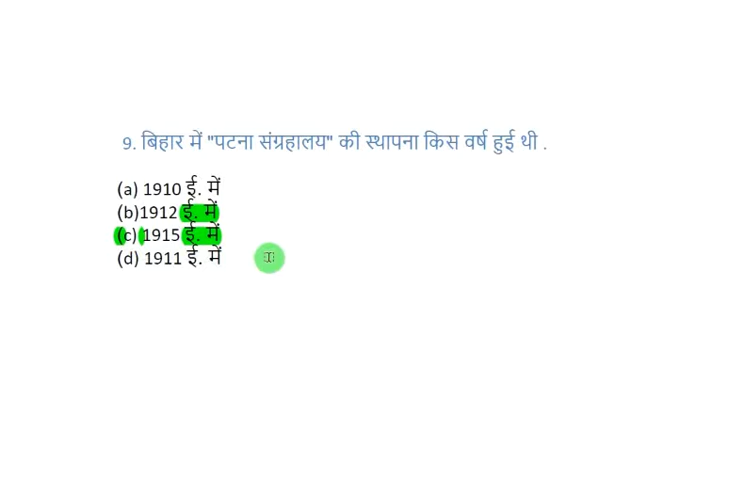 9. बिहार में "पटना संग्रहालय" की स्थापना किस वर्ष हुई थी .
(a) 1910 ई. में
(b)1912 ई. में
(c) 1915 ई. में
(d) 1911 ई. में